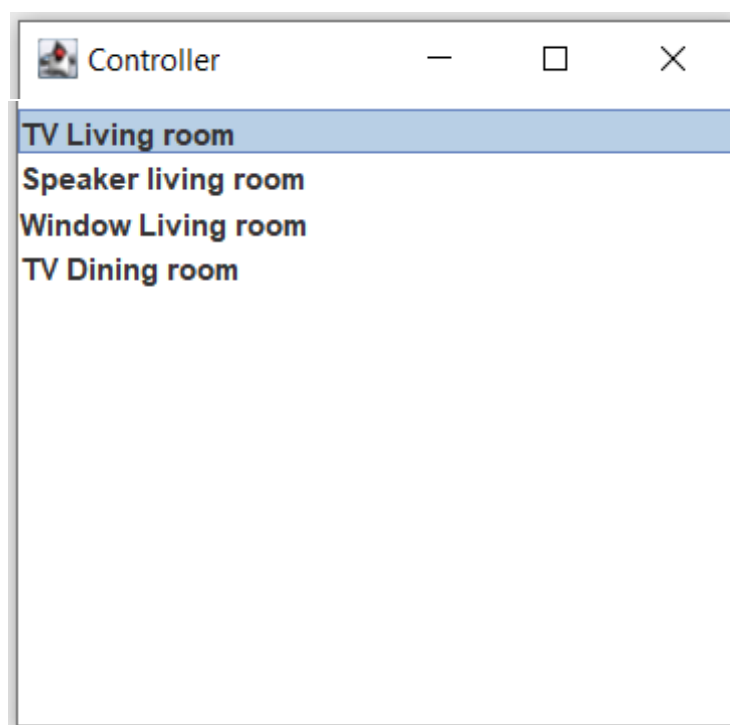 Controller
TV Living room
Speaker living room
Window Living room
TV Dining room